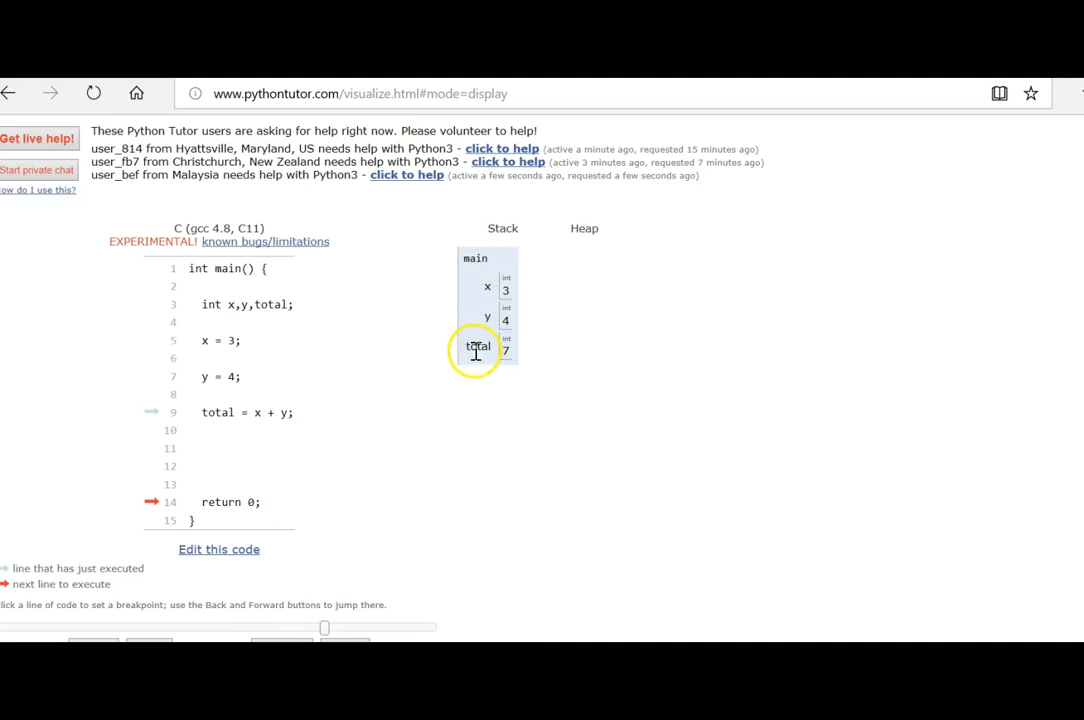 www.pythontutor.com/visualize.html#mode=display
Get live help!
These Python Tutor users are asking for help right now. Please volunteer to help!
user_814 from Hyattsville, Maryland, US needs help with Python3 - click to help (active a minute ago, requested 15 minutes ago)
user_fb7 from Christchurch, New Zealand needs help with Python3 - click to help (active 3 minute ago, requested 7 minutes ago)
Start private chat
user_bef from Malaysia needs help with Python3 - click to help (active a few seconds ago, requested a few seconds ago)
ow do I use this?
C (gcc 4.8, C11)
EXPERIMENTAL! known bugs/limitations
1 int main() {
2
3 int x,y,total;
4
5 x = 3;
6
7 y = 4;
8
9 total = x + y;
10
11
12
13
14 return 0;
15 }
Edit this code
line that has just executed
next line to execute
lick a line of code to set a breakpoint; use the Back and Forward buttons to jump there.
Stack Heap
main
int
x 3
int
y 4
int
total 7